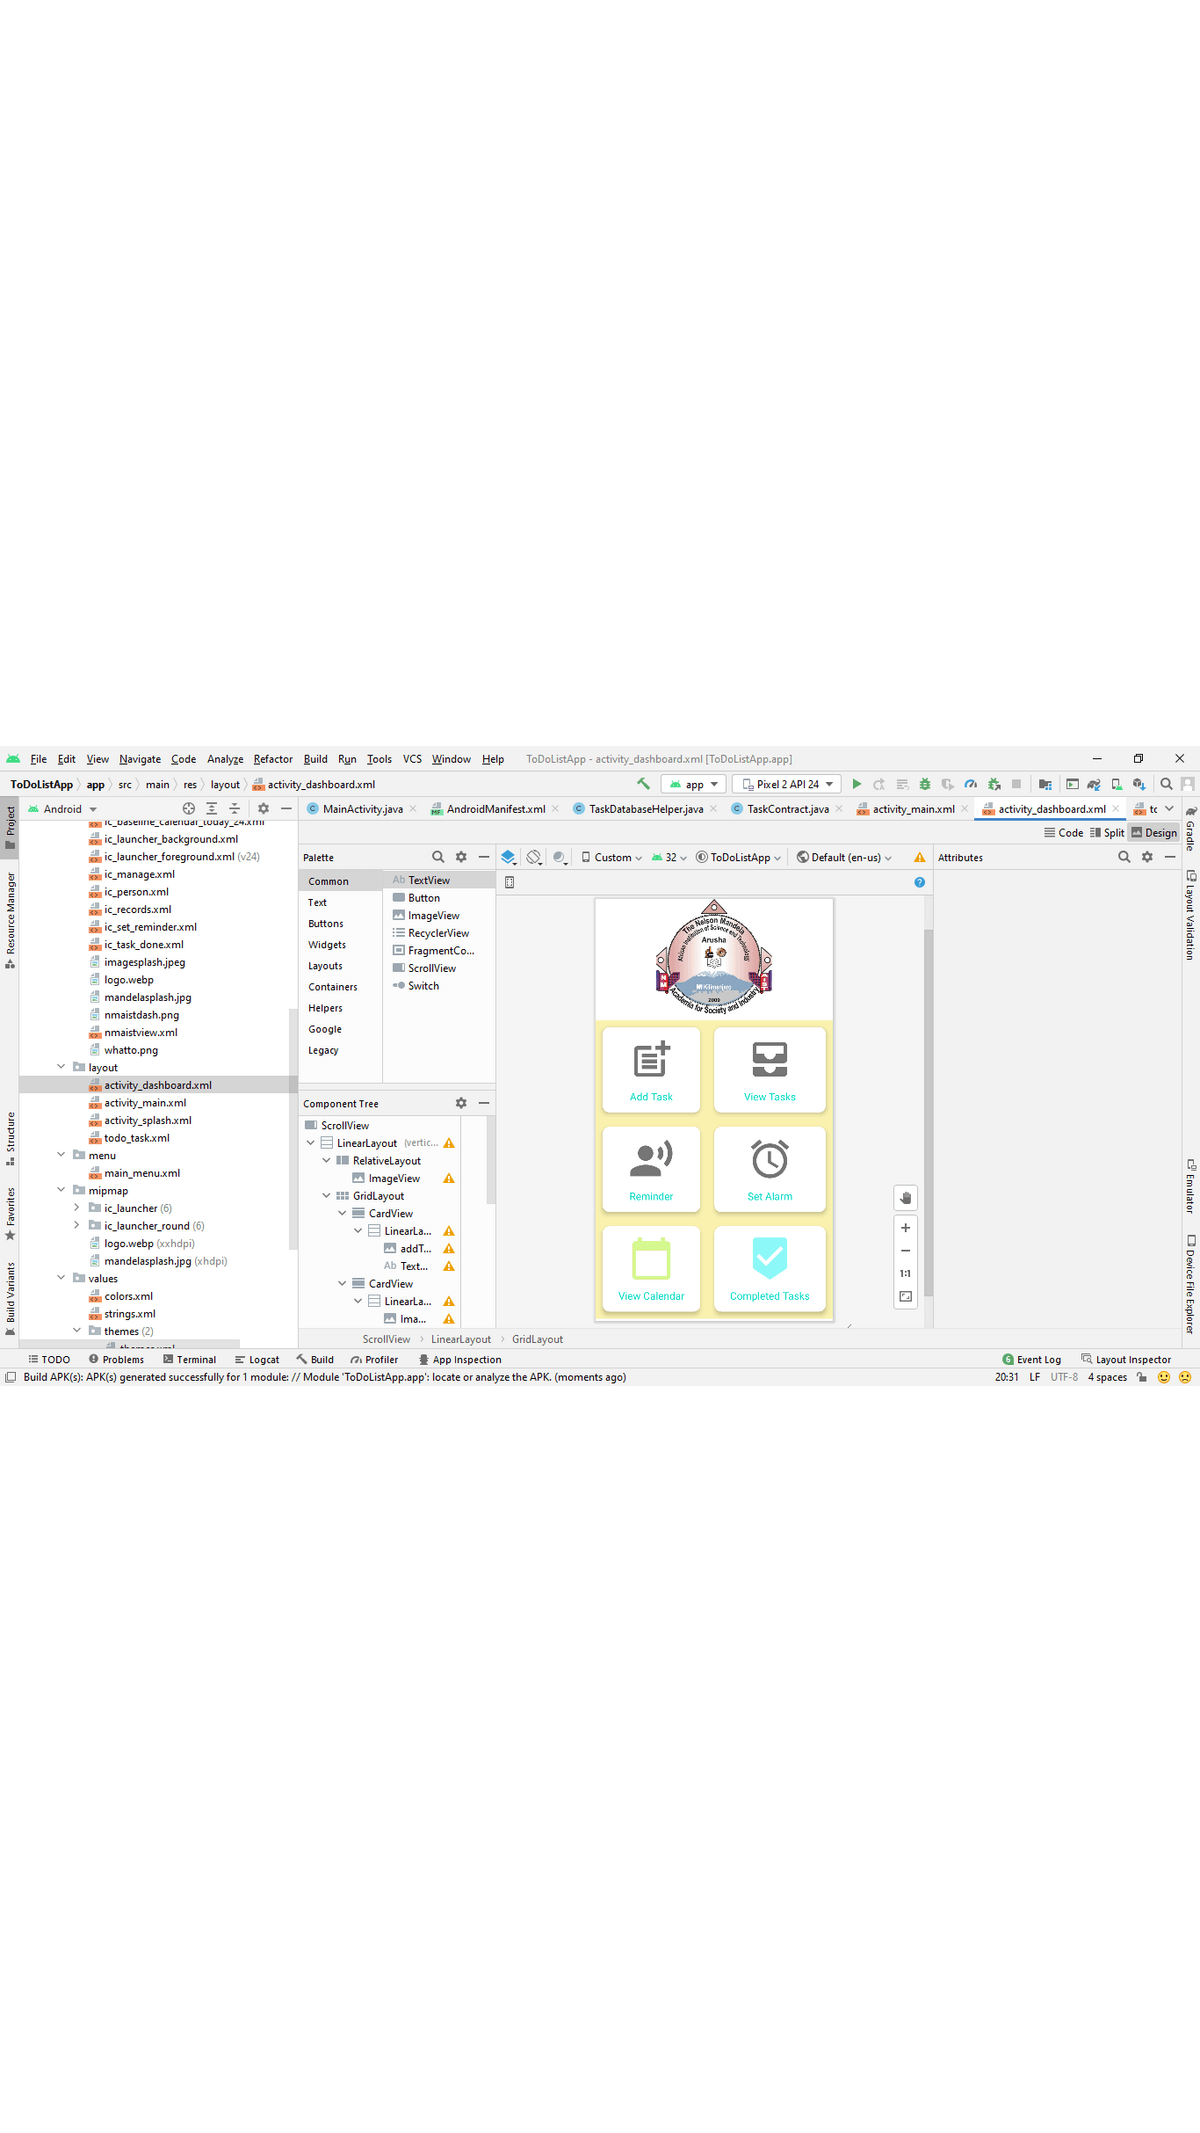 File Edit View Navigate Code Analyze Refactor Build Run Tools VCS Window Help ToDoListApp - activity_dashboard.xml [ToDoListApp.app]
ToDoListApp app src main res layout activity_dashboard.xml app Pixel 2 API 24
Android MainActivity.java AndroidManifest.xml TaskDatabaseHelper.java TaskContract.java activity_main.xml activity_dashboard.xml tc
Code Split Design
Project
Resource Manager
Structure
Favorites
Build Variants
ic_baseline_calendar_today_24.xml
ic_launcher_background.xml
ic_launcher_foreground.xml (v24)
ic_manage.xml
ic_person.xml
ic_records.xml
ic_set_reminder.xml
ic_task_done.xml
imagesplash.jpeg
logo.webp
mandelasplash.jpg
nmaistdash.png
nmaistview.xml
whatto.png
layout
activity_dashboard.xml
activity_main.xml
activity_splash.xml
todo_task.xml
menu
main_menu.xml
mipmap
ic_launcher (6)
ic_launcher_round (6)
logo.webp (xxhdpi)
mandelasplash.jpg (xhdpi)
values
colors.xml
strings.xml
themes (2)
Palette
Common
Text
Buttons
Widgets
Layouts
Containers
Helpers
Google
Legacy
Ab TextView
Button
ImageView
RecyclerView
FragmentCo...
ScrollView
Switch
Component Tree
ScrollView
LinearLayout (vertic...
RelativeLayout
ImageView
GridLayout
CardView
LinearLa...
addT...
Ab Text...
CardView
LinearLa...
Ima...
Custom 32 ToDoListApp Default (en-us)
Attributes
The Nelson Mandela
African Institution of Science and Technology
Arusha
Mt Kilimanjaro
2009
Academia for Society and Industry
Add Task View Tasks
Reminder Set Alarm
View Calendar Completed Tasks
1:1
Gradle
Layout Validation
Emulator
Device File Explorer
ScrollView LinearLayout GridLayout
TODO Problems Terminal Logcat Build Profiler App Inspection 6 Event Log Layout Inspector
Build APK(s): APK(s) generated successfully for 1 module: // Module 'ToDoListApp.app': locate or analyze the APK. (moments ago) 20:31 LF UTF-8 4 spaces